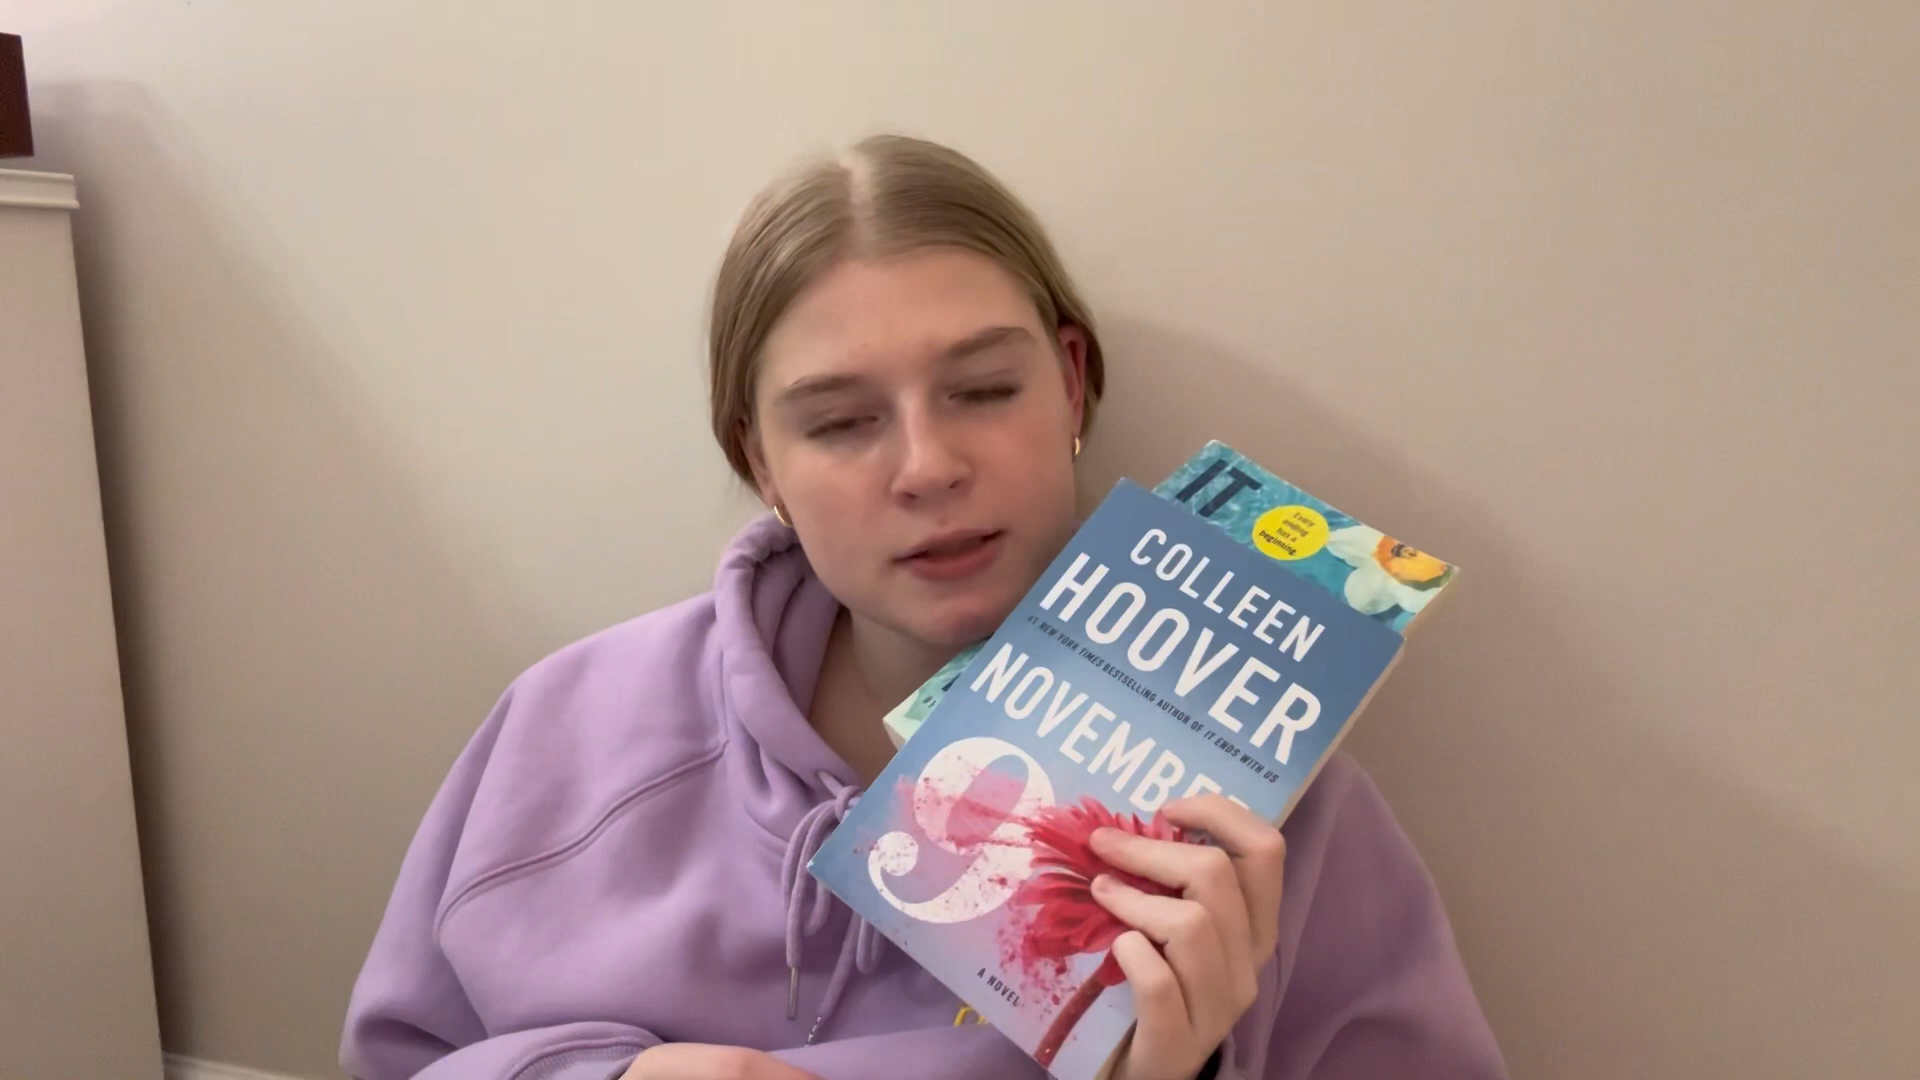 IT
Every
ending
has a
beginning.
COLLEEN
HOOVER
#1 NEW YORK TIMES BESTSELLING AUTHOR OF IT ENDS WITH US
NOVEMBE
9
A NOVEL